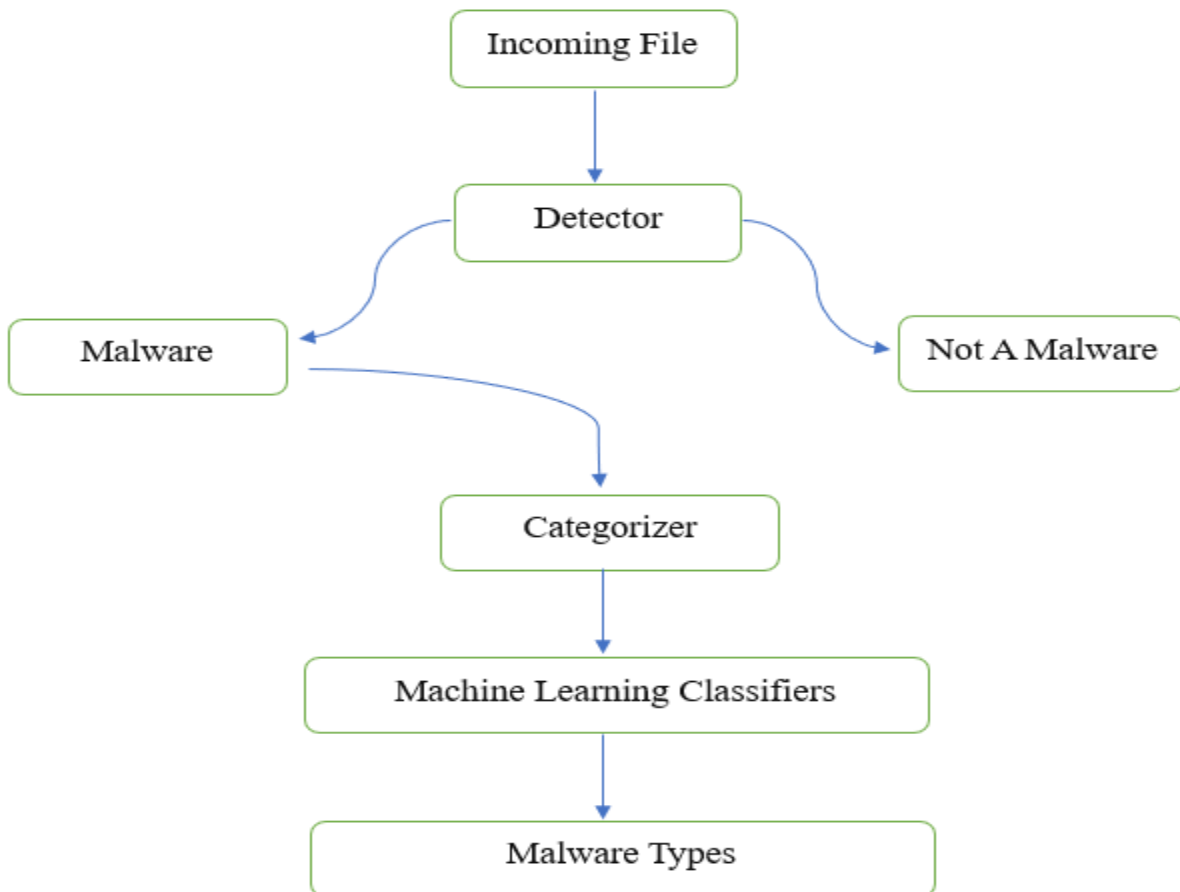 Incoming File
Detector
Malware
Not A Malware
Categorizer
Machine Learning Classifiers
Malware Types